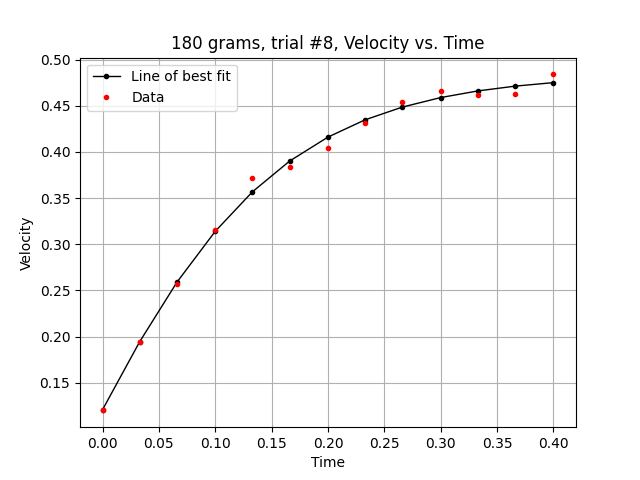 180 grams, trial #8, Velocity vs. Time
Line of best fit
Data
0.50
0.45
0.40
0.35
0.30
0.25
0.20
0.15
Velocity
0.00 0.05 0.10 0.15 0.20 0.25 0.30 0.35 0.40
Time